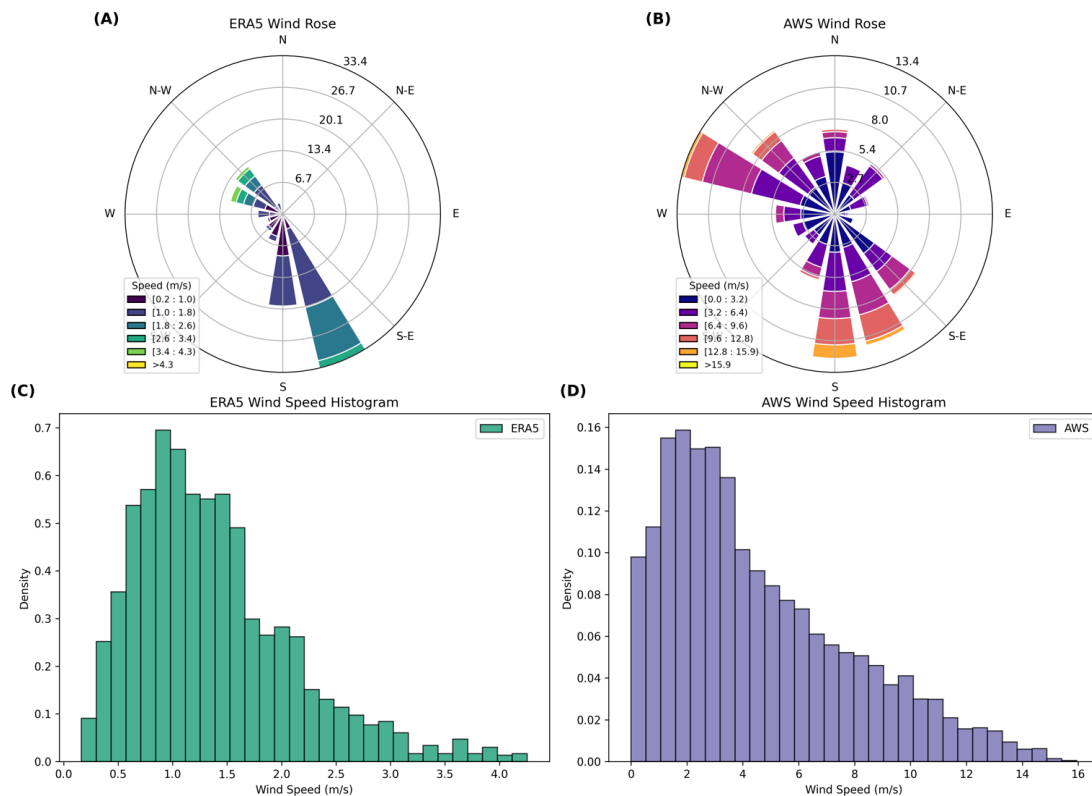 (A)
ERA5 Wind Rose
N
33.4
N-W
N-E
26.7
20.1
13.4
6.7
W
E
Speed (m/s)
[0.2 : 1.0)
[1.0 : 1.8)
[1.8 : 2.6)
[2.6 : 3.4)
[3.4 : 4.3)
>4.3
S-E
S
(B)
AWS Wind Rose
N
13.4
N-W
N-E
10.7
8.0
5.4
2.7
W
E
Speed (m/s)
[0.0 : 3.2)
[3.2 : 6.4)
[6.4 : 9.6)
[9.6 : 12.8)
[12.8 : 15.9)
>15.9
S-E
S
(C)
ERA5 Wind Speed Histogram
ERA5
0.7
0.6
0.5
0.4
0.3
0.2
0.1
0.0
Density
0.0 0.5 1.0 1.5 2.0 2.5 3.0 3.5 4.0
Wind Speed (m/s)
(D)
AWS Wind Speed Histogram
AWS
0.16
0.14
0.12
0.10
0.08
0.06
0.04
0.02
0.00
Density
0 2 4 6 8 10 12 14 16
Wind Speed (m/s)